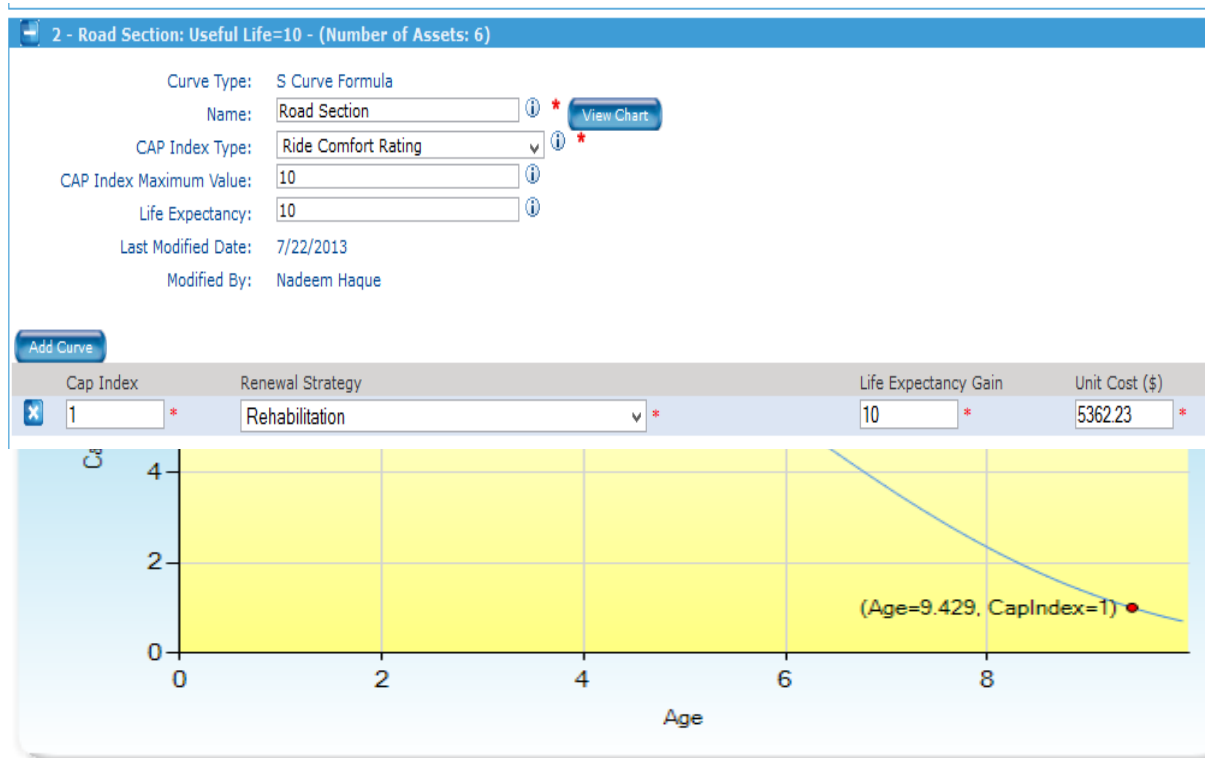 2 - Road Section: Useful Life=10 - (Number of Assets: 6)
Curve Type: S Curve Formula
Name: Road Section * View Chart
CAP Index Type: Ride Comfort Rating *
CAP Index Maximum Value: 10
Life Expectancy: 10
Last Modified Date: 7/22/2013
Modified By: Nadeem Haque
Add Curve
Cap Index Renewal Strategy Life Expectancy Gain Unit Cost ($)
1 * Rehabilitation * 10 * 5362.23 *
4
2
(Age=9.429, CapIndex=1)
0
0 2 4 6 8
Age